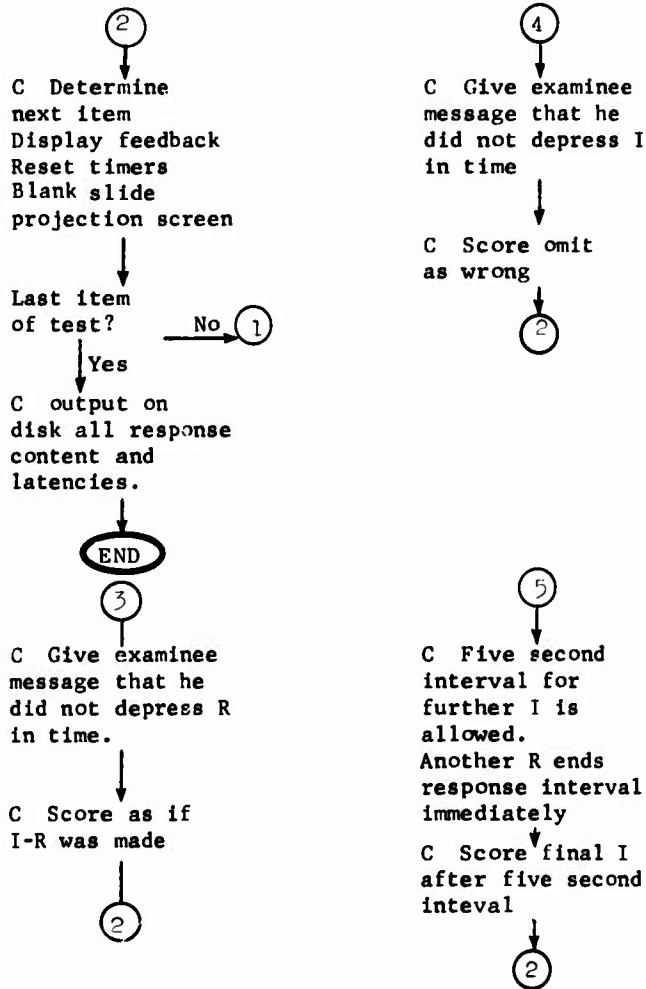 2
C Determine
next item
Display feedback
Reset timers
Blank slide
projection screen
Last item
of test?
No
1
Yes
C output on
disk all response
content and
latencies.
END
3
C Give examinee
message that he
did not depress R
in time.
C Score as if
I-R was made
2
4
C Give examinee
message that he
did not depress I
in time
C Score omit
as wrong
2
5
C Five second
interval for
further I is
allowed.
Another R ends
response interval
immediately
C Score final I
after five second
inteval
2